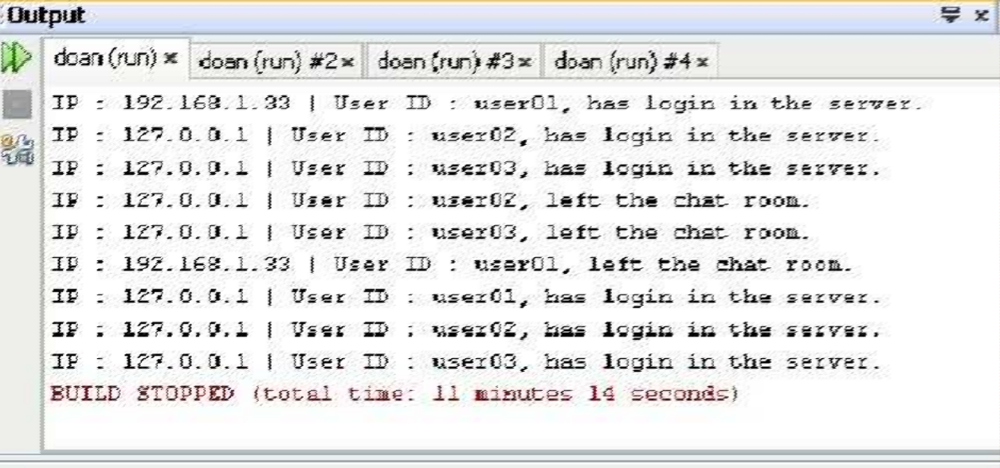 Output
doan (run) doan (run) #2 doan (run) #3 doan (run) #4
IP : 192.168.1.33 | User ID : user01, has login in the server.
IP : 127.0.0.1 | User ID : user02, has login in the server.
IP : 127.0.0.1 | User ID : user03, has login in the server.
IP : 127.0.0.1 | User ID : user02, left the chat room.
IP : 127.0.0.1 | User ID : user03, left the chat room.
IP : 192.168.1.33 | User ID : user01, left the chat room.
IP : 127.0.0.1 | User ID : user01, has login in the server.
IP : 127.0.0.1 | User ID : user02, has login in the server.
IP : 127.0.0.1 | User ID : user03, has login in the server.
BUILD STOPPED (total time: 11 minutes 14 seconds)